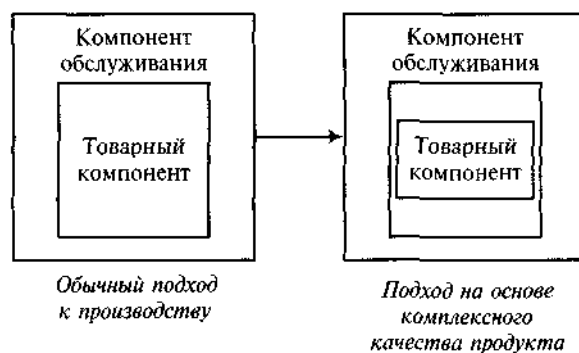 Компонент
обслуживания
Товарный
компонент
Обычный подход
к производству
Компонент
обслуживания
Товарный
компонент
Подход на основе
комплексного
качества продукта